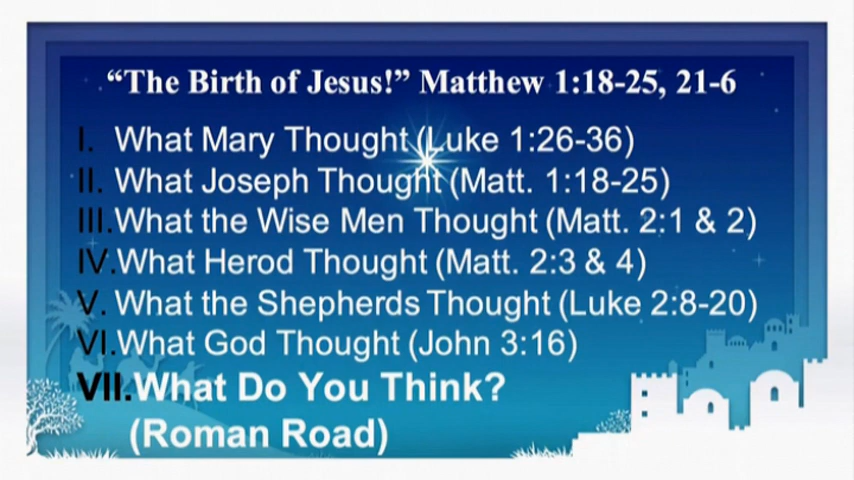 “The Birth of Jesus!” Matthew 1:18-25, 21-6
I. What Mary Thought (Luke 1:26-36)
II. What Joseph Thought (Matt. 1:18-25)
III.What the Wise Men Thought (Matt. 2:1 & 2)
IV.What Herod Thought (Matt. 2:3 & 4)
V. What the Shepherds Thought (Luke 2:8-20)
VI.What God Thought (John 3:16)
VII.What Do You Think?
(Roman Road)